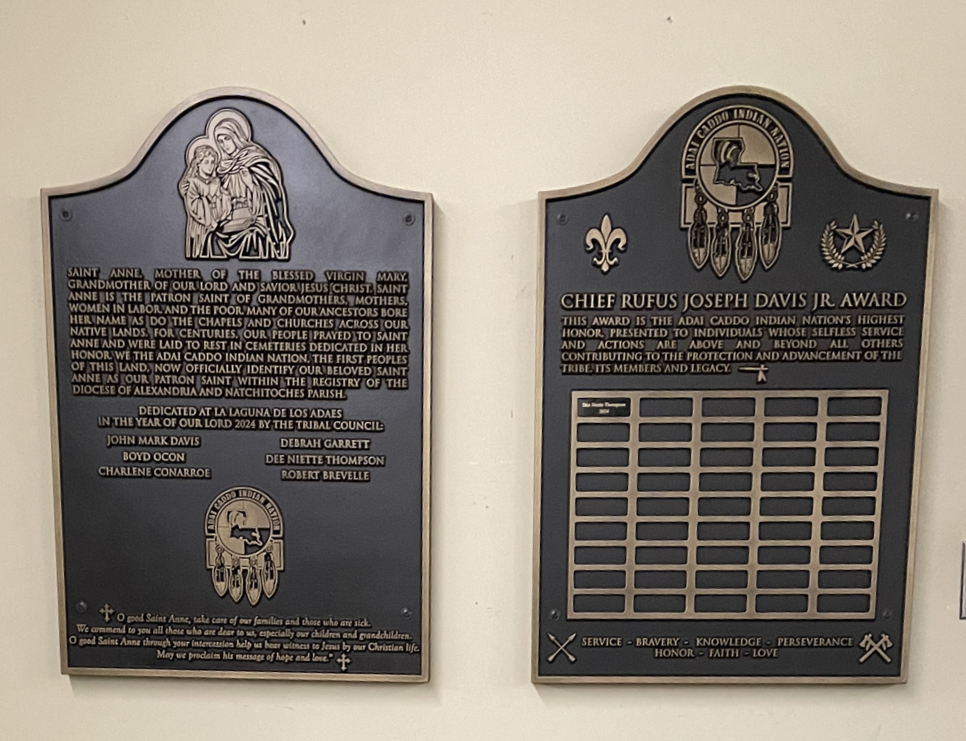 SAINT ANNE, MOTHER OF THE BLESSED VIRGIN MARY,
GRANDMOTHER OF OUR LORD AND SAVIOR JESUS CHRIST. SAINT
ANNE IS THE PATRON SAINT OF GRANDMOTHERS, MOTHERS,
WOMEN IN LABOR, AND THE POOR. MANY OF OUR ANCESTORS BORE
HER NAME AS DO THE CHAPELS AND CHURCHES ACROSS OUR
NATIVE LANDS. FOR CENTURIES, OUR PEOPLE PRAYED TO SAINT
ANNE AND WERE LAID TO REST IN CEMETERIES DEDICATED IN HER
HONOR. WE THE ADAI CADDO INDIAN NATION, THE FIRST PEOPLES
OF THIS LAND, NOW OFFICIALLY IDENTIFY OUR BELOVED SAINT
ANNE AS OUR PATRON SAINT WITHIN THE REGISTRY OF THE
DIOCESE OF ALEXANDRIA AND NATCHITOCHES PARISH.
DEDICATED AT LA LAGUNA DE LOS ADAES
IN THE YEAR OF OUR LORD 2024 BY THE TRIBAL COUNCIL:
JOHN MARK DAVIS DEBRAH GARRETT
BOYD OCON DEE NIETTE THOMPSON
CHARLENE CONARROE ROBERT BREVELLE
ADAI CADDO INDIAN NATION
O good Saint Anne, take care of our families and those who are sick.
We commend to you all those who are dear to us, especially our children and grandchildren.
O good Saint Anne through your intercession help us bear witness to Jesus by our Christian life.
May we proclaim his message of hope and love."
ADAI CADDO INDIAN NATION
CHIEF RUFUS JOSEPH DAVIS JR. AWARD
THIS AWARD IS THE ADAI CADDO INDIAN NATION'S HIGHEST
HONOR, PRESENTED TO INDIVIDUALS WHOSE SELFLESS SERVICE
AND ACTIONS ARE ABOVE AND BEYOND ALL OTHERS
CONTRIBUTING TO THE PROTECTION AND ADVANCEMENT OF THE
TRIBE, ITS MEMBERS AND LEGACY.
Dee Niette Thompson
2024
SERVICE - BRAVERY - KNOWLEDGE - PERSEVERANCE
HONOR - FAITH - LOVE